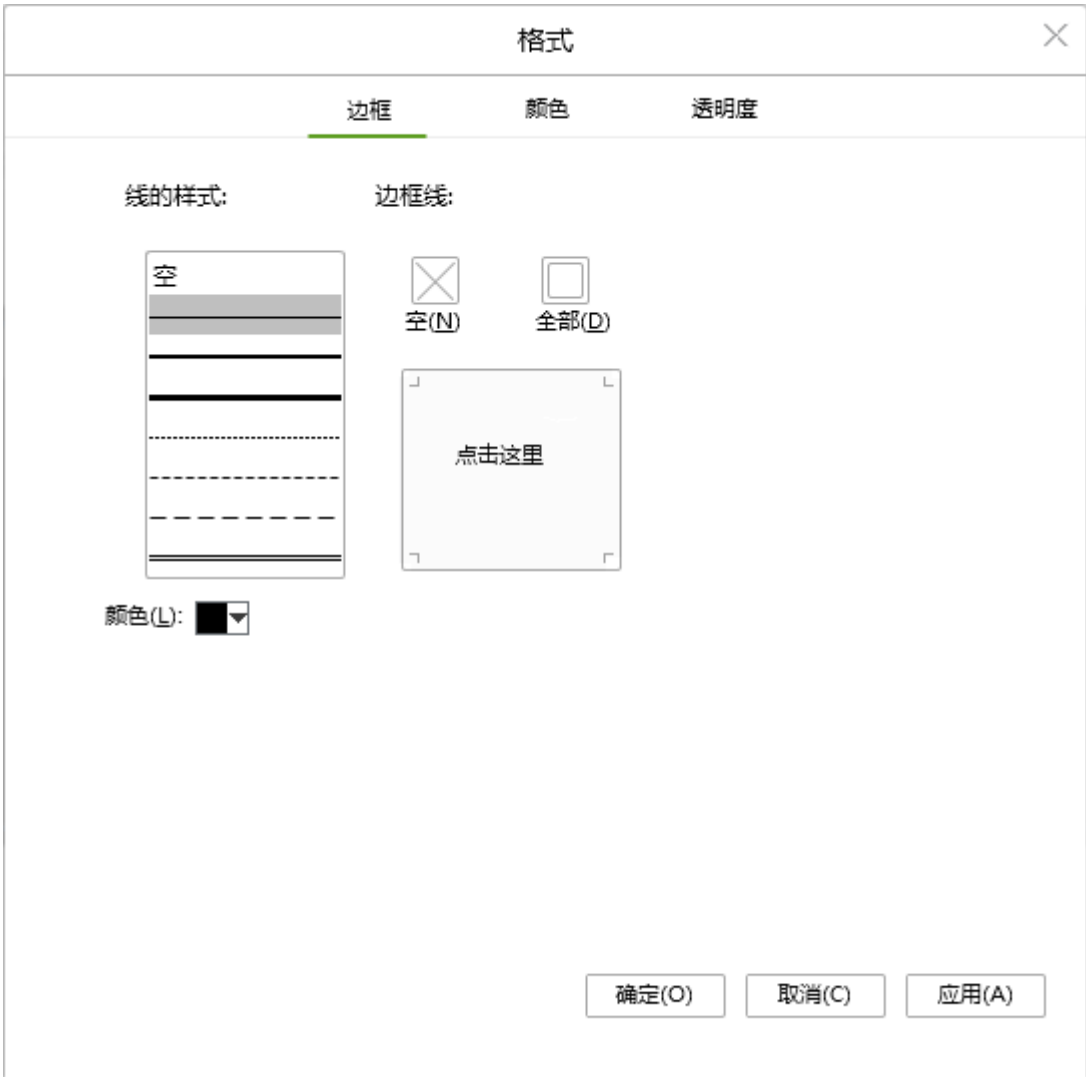 格式
边框 颜色 透明度
线的样式: 边框线:
空
空(N) 全部(D)
点击这里
颜色(L):
确定(O) 取消(C) 应用(A)